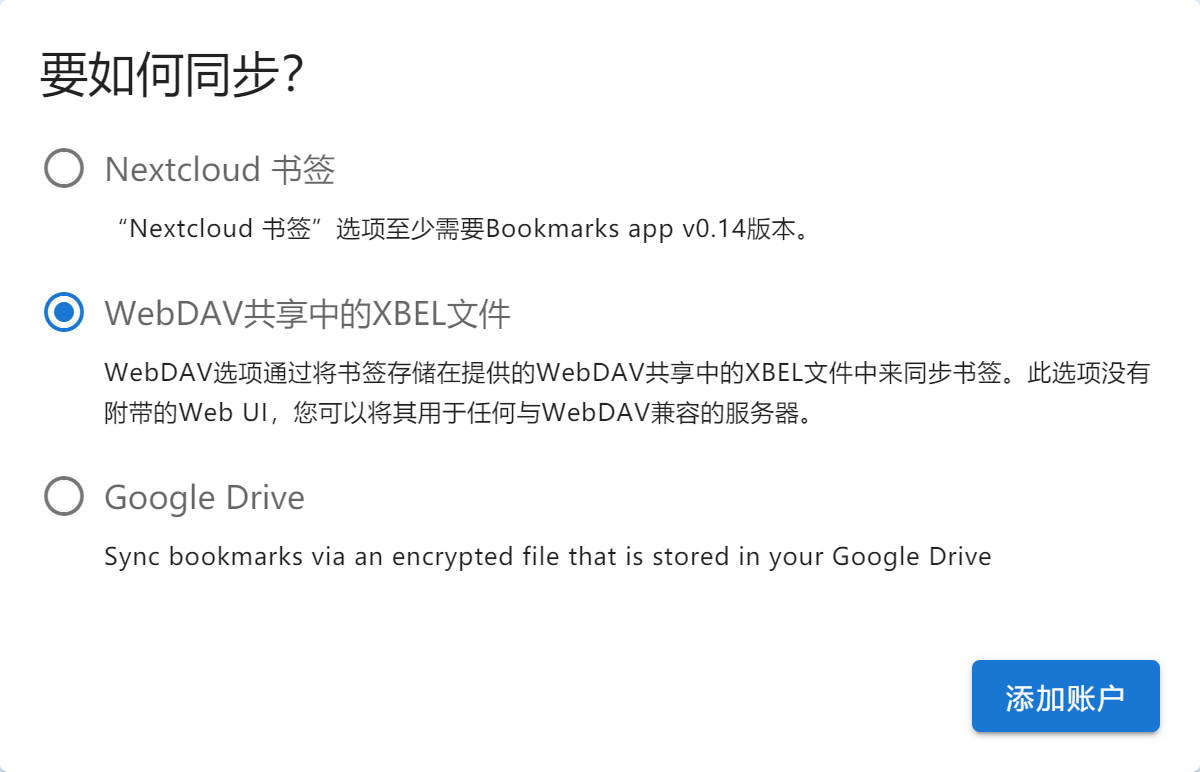 要如何同步？
Nextcloud 书签
“Nextcloud 书签”选项至少需要Bookmarks app v0.14版本。
WebDAV共享中的XBEL文件
WebDAV选项通过将书签存储在提供的WebDAV共享中的XBEL文件中来同步书签。此选项没有
附带的Web UI，您可以将其用于任何与WebDAV兼容的服务器。
Google Drive
Sync bookmarks via an encrypted file that is stored in your Google Drive
添加账户